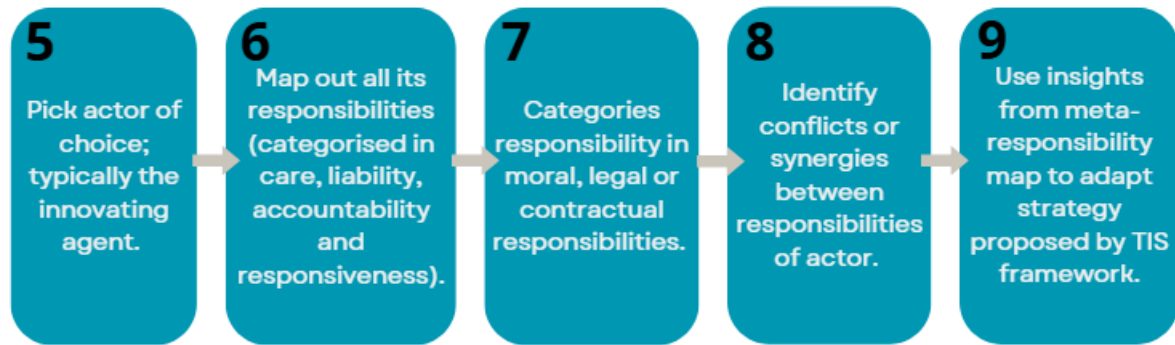 5
Pick actor of
choice;
typically the
innovating
agent.
6
Map out all its
responsibilities
(categorised in
care, liability,
accountability
and
responsiveness).
7
Categories
responsibility in
moral, legal or
contractual
responsibilities.
8
Identify
conflicts or
synergies
between
responsibilities
of actor.
9
Use insights
from meta-
responsibility
map to adapt
strategy
proposed by TIS
framework.